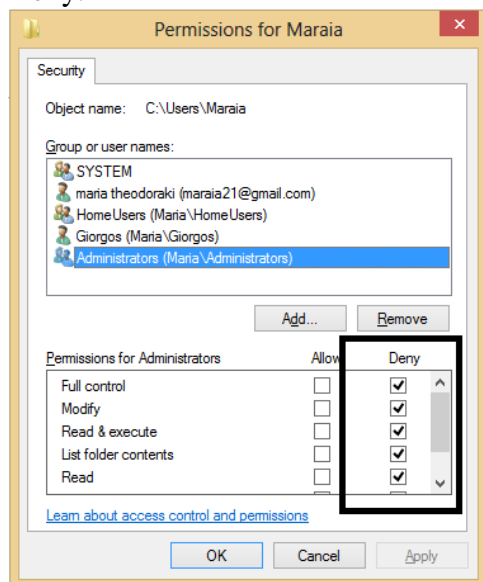 Permissions for Maraia
Security
Object name: C:\Users\Maraia
Group or user names:
SYSTEM
maria theodoraki (maraia21@gmail.com)
HomeUsers (Maria\HomeUsers)
Giorgos (Maria\Giorgos)
Administrators (Maria\Administrators)
Add... Remove
Permissions for Administrators Allow Deny
Full control
Modify
Read & execute
List folder contents
Read
Learn about access control and permissions
OK Cancel Apply